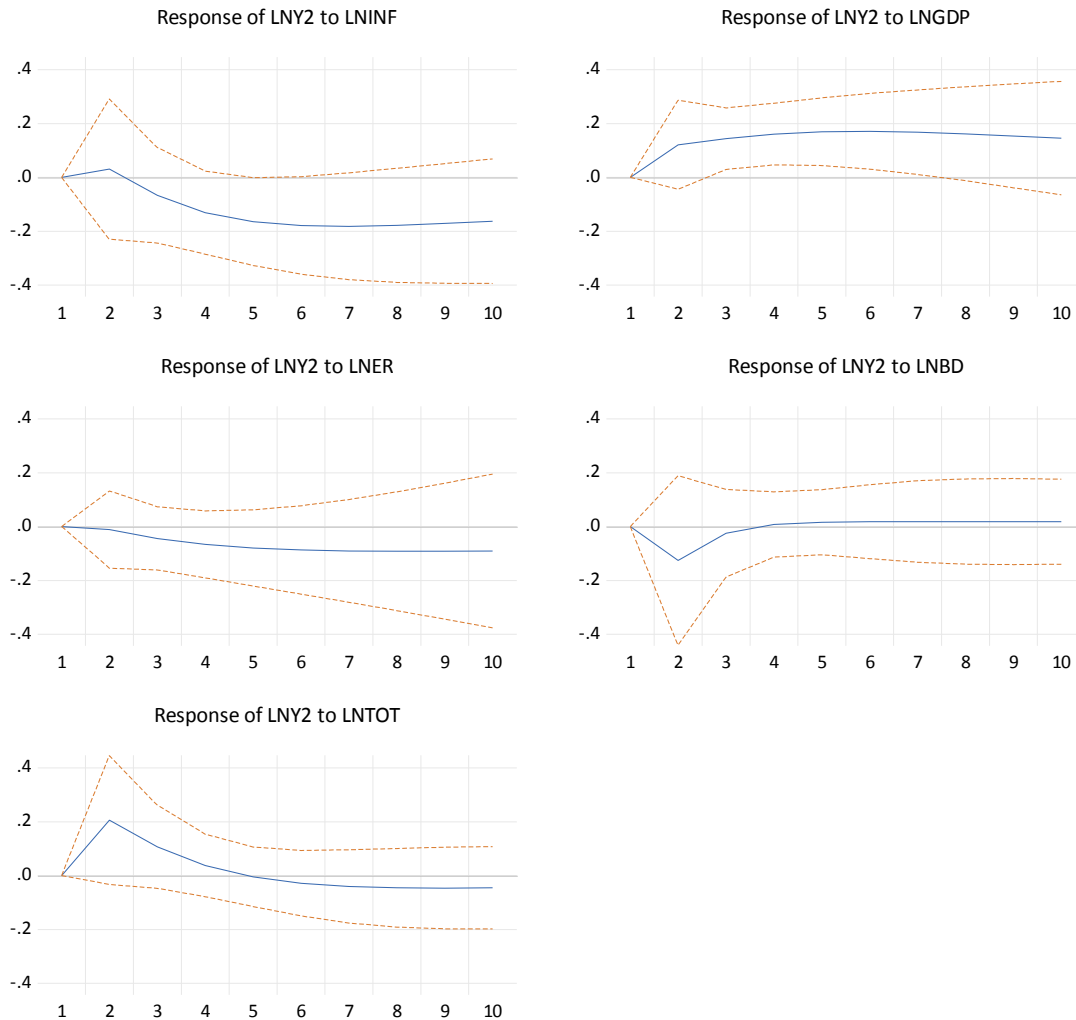 Response of LNY2 to LNINF
.4
.2
.0
-.2
-.4
1 2 3 4 5 6 7 8 9 10
Response of LNY2 to LNGDP
.4
.2
.0
-.2
-.4
1 2 3 4 5 6 7 8 9 10
Response of LNY2 to LNER
.4
.2
.0
-.2
-.4
1 2 3 4 5 6 7 8 9 10
Response of LNY2 to LNBD
.4
.2
.0
-.2
-.4
1 2 3 4 5 6 7 8 9 10
Response of LNY2 to LNTOT
.4
.2
.0
-.2
-.4
1 2 3 4 5 6 7 8 9 10